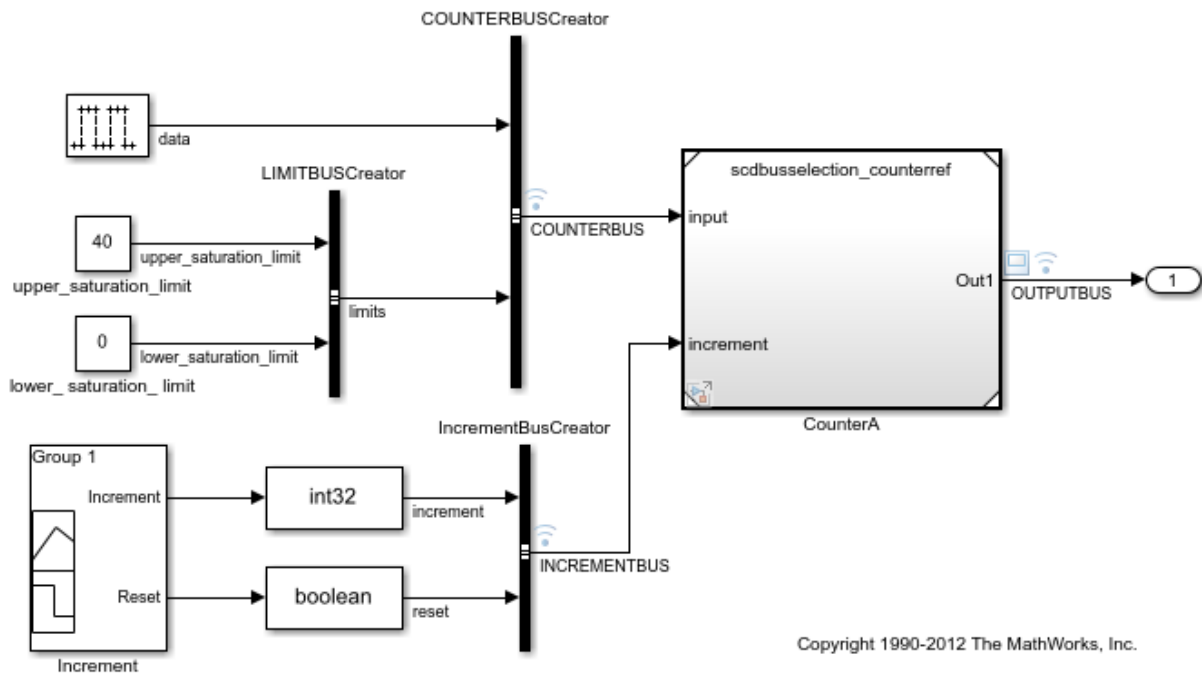 COUNTERBUSCreator
data
LIMITBUSCreator
scdbusselection_counterref
input
COUNTERBUS
40
upper_saturation_limit
upper_saturation_limit
Out1
OUTPUTBUS
1
limits
0
lower_saturation_limit
lower_ saturation_ limit
increment
CounterA
IncrementBusCreator
Group 1
Increment
int32
increment
INCREMENTBUS
Reset
boolean
reset
Increment
Copyright 1990-2012 The MathWorks, Inc.